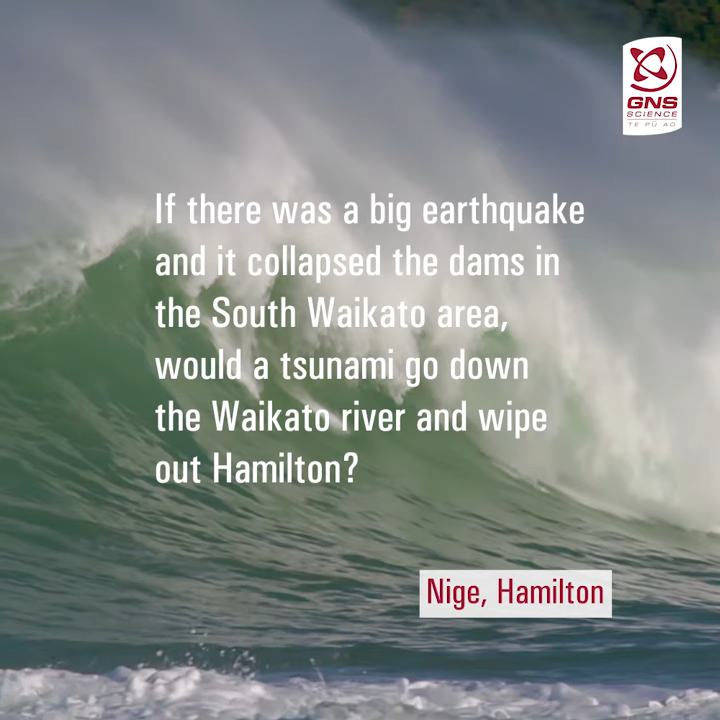 GNS
SCIENCE
TE PŪ AO
If there was a big earthquake
and it collapsed the dams in
the South Waikato area,
would a tsunami go down
the Waikato river and wipe
out Hamilton?
Nige, Hamilton